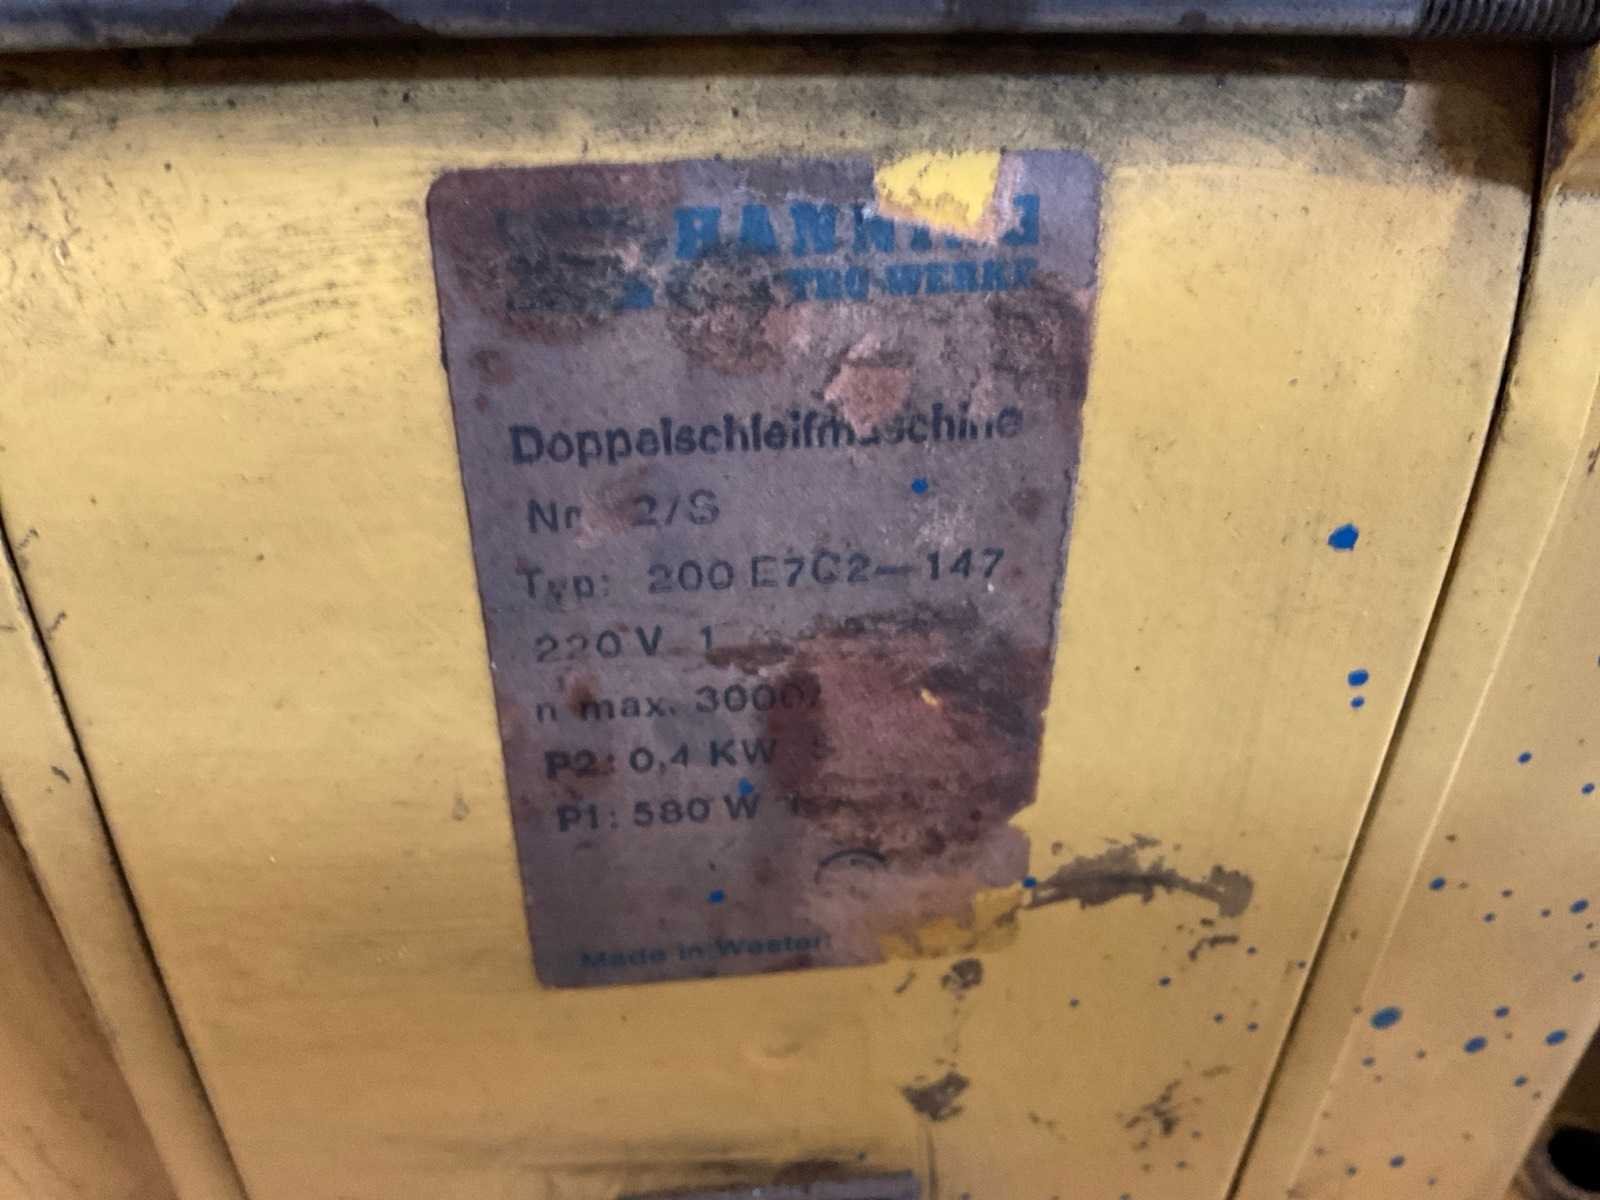 HANNING
ELEKTRO-WERKE
Doppelschleifmaschine
Nr. 2/S
Typ: 200 E7C2-147
220 V 1
n max. 3000
P2: 0,4 KW S
P1: 580 W
Made in Western